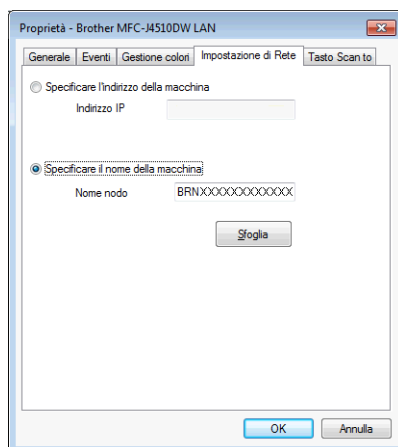 Proprietà - Brother MFC-J4510DW LAN
Generale Eventi Gestione colori Impostazione di Rete Tasto Scan to
Specificare l'indirizzo della macchina
Indirizzo IP
Specificare il nome della macchina
Nome nodo BRNXXXXXXXXXXXX
Sfoglia
OK Annulla